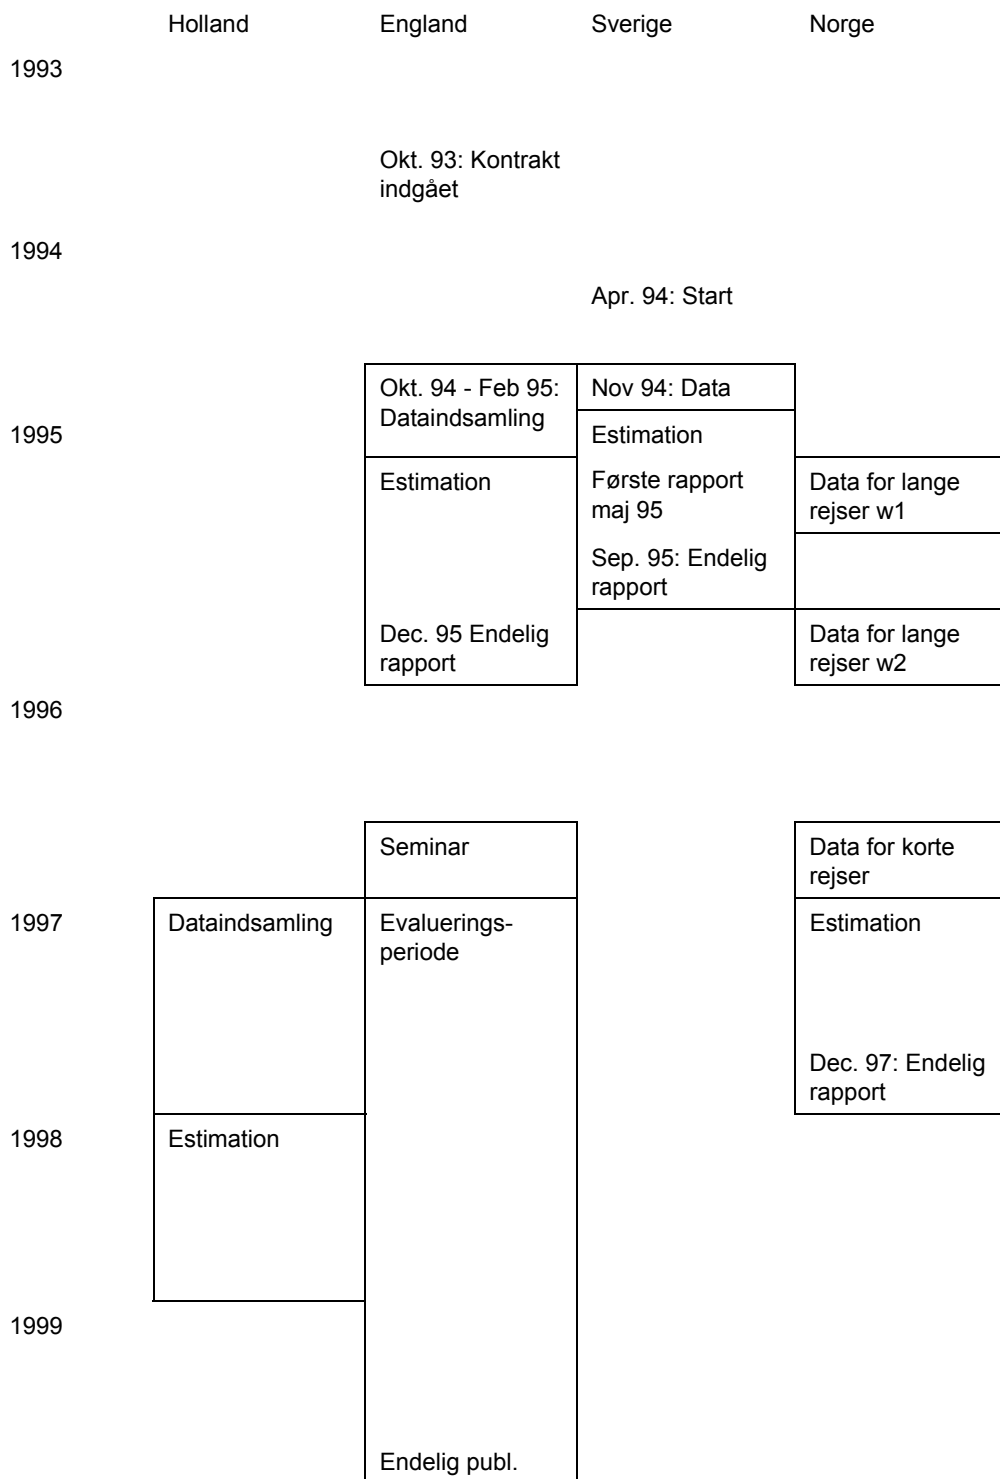 Holland England Sverige Norge
1993
Okt. 93: Kontrakt
indgået
1994
Apr. 94: Start
Okt. 94 - Feb 95:
Dataindsamling
Nov 94: Data
1995
Estimation
Estimation
Første rapport
maj 95
Data for lange
rejser w1
Sep. 95: Endelig
rapport
Dec. 95 Endelig
rapport
Data for lange
rejser w2
1996
Seminar
Data for korte
rejser
1997
Dataindsamling
Evaluerings-
periode
Estimation
Dec. 97: Endelig
rapport
1998
Estimation
1999
Endelig publ.